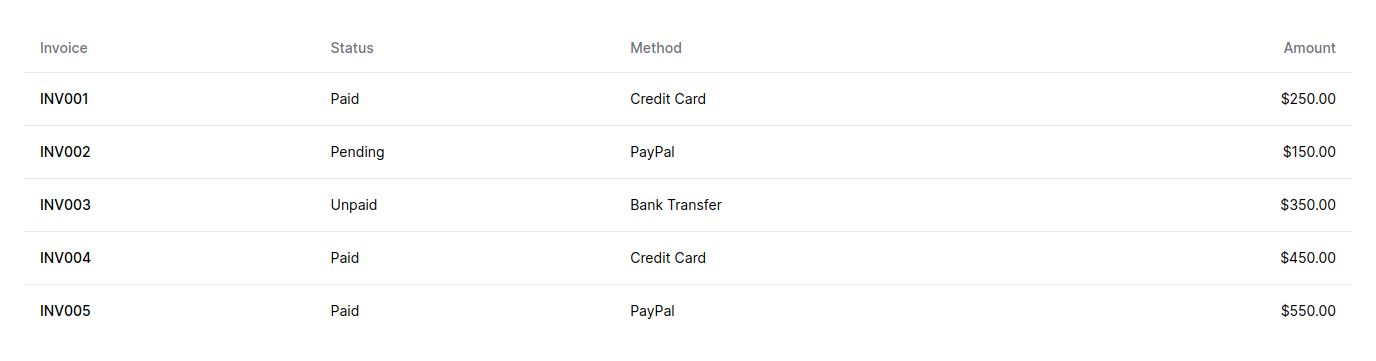 Invoice Status Method Amount
INV001 Paid Credit Card $250.00
INV002 Pending PayPal $150.00
INV003 Unpaid Bank Transfer $350.00
INV004 Paid Credit Card $450.00
INV005 Paid PayPal $550.00